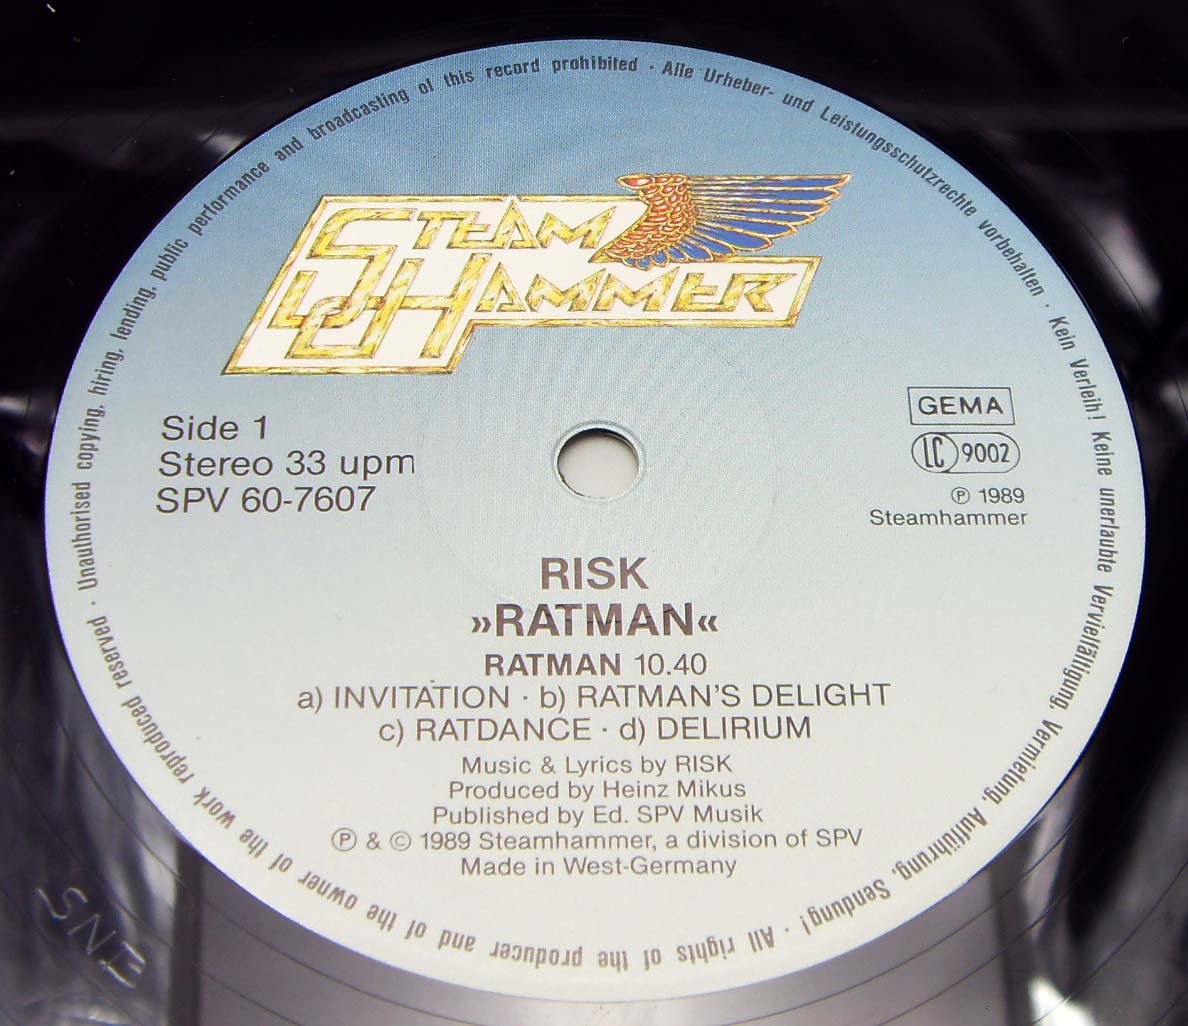 Unauthorised copying, hiring, lending, public performance and broadcasting of this record prohibited · Alle Urheber- und Leistungsschutzrechte vorbehalten · Kein Verleih! Keine unerlaubte Vervielfältigung, Vermietung, Aufführung, Sendung! · All rights of the producer and of the owner of the work reproduced reserved ·
STEAM
HAMMER
Side 1
Stereo 33 upm
SPV 60-7607
GEMA
LC 9002
℗ 1989
Steamhammer
RISK
»RATMAN«
RATMAN 10.40
a) INVITATION · b) RATMAN'S DELIGHT
c) RATDANCE · d) DELIRIUM
Music & Lyrics by RISK
Produced by Heinz Mikus
Published by Ed. SPV Musik
℗ & © 1989 Steamhammer, a division of SPV
Made in West-Germany